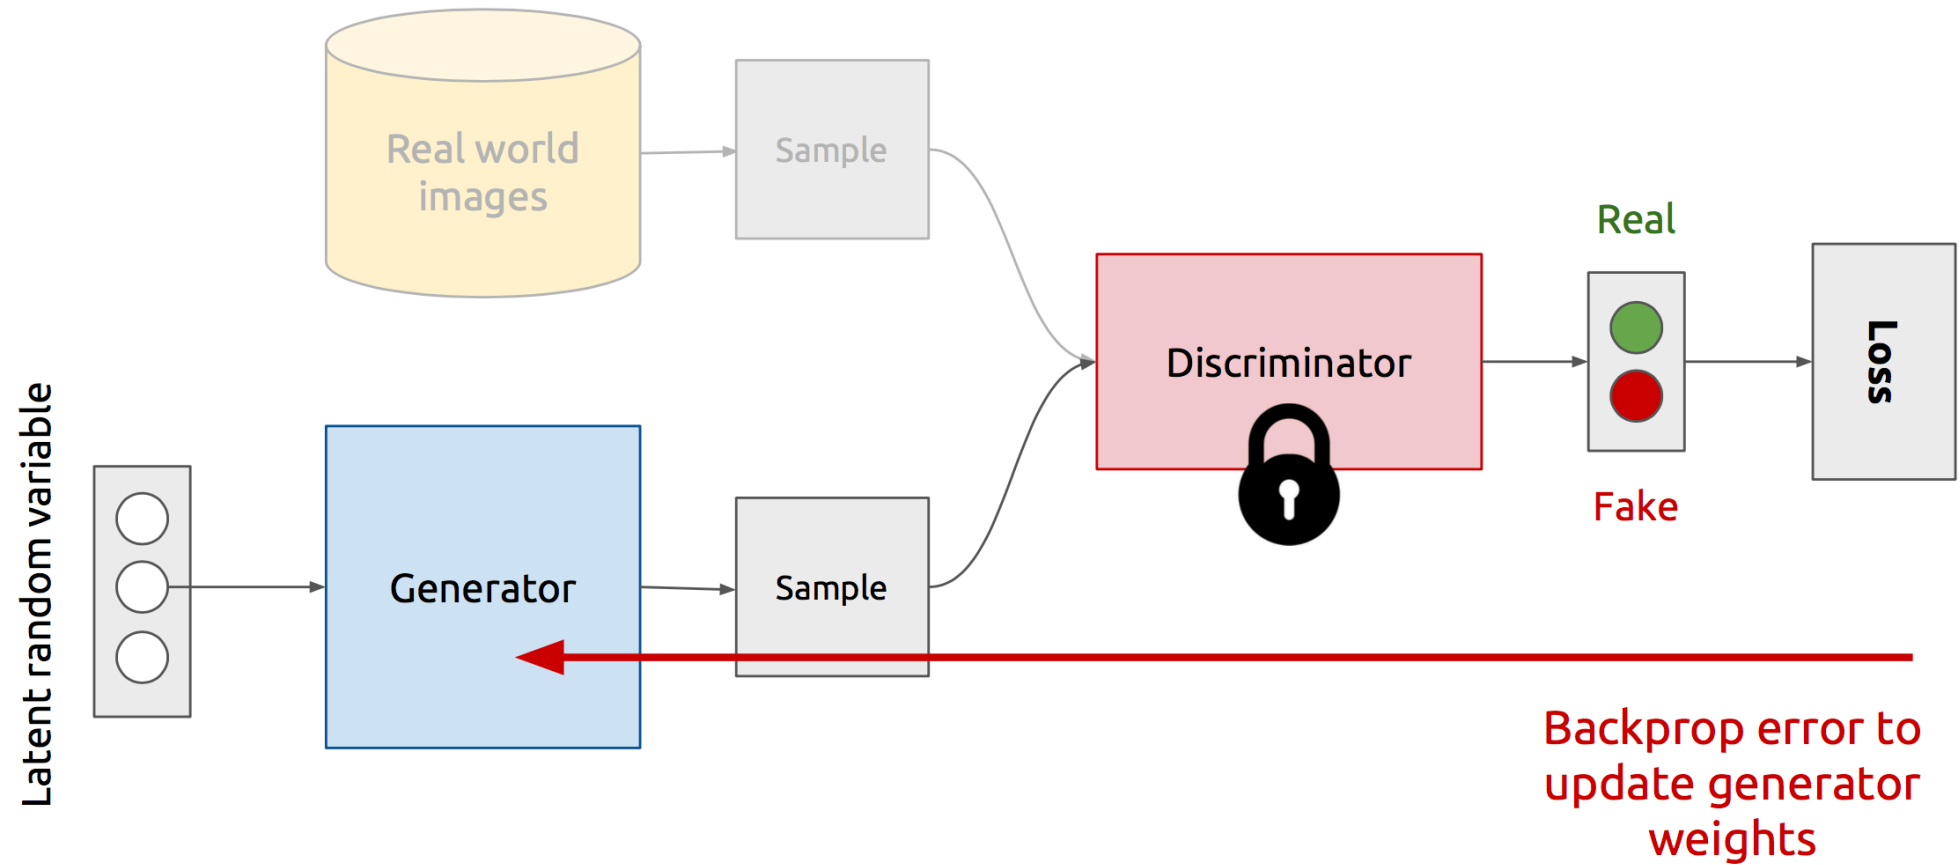 Real world
images
Sample
Real
Discriminator
Loss
Fake
Latent random variable
Generator
Sample
Backprop error to
update generator
weights